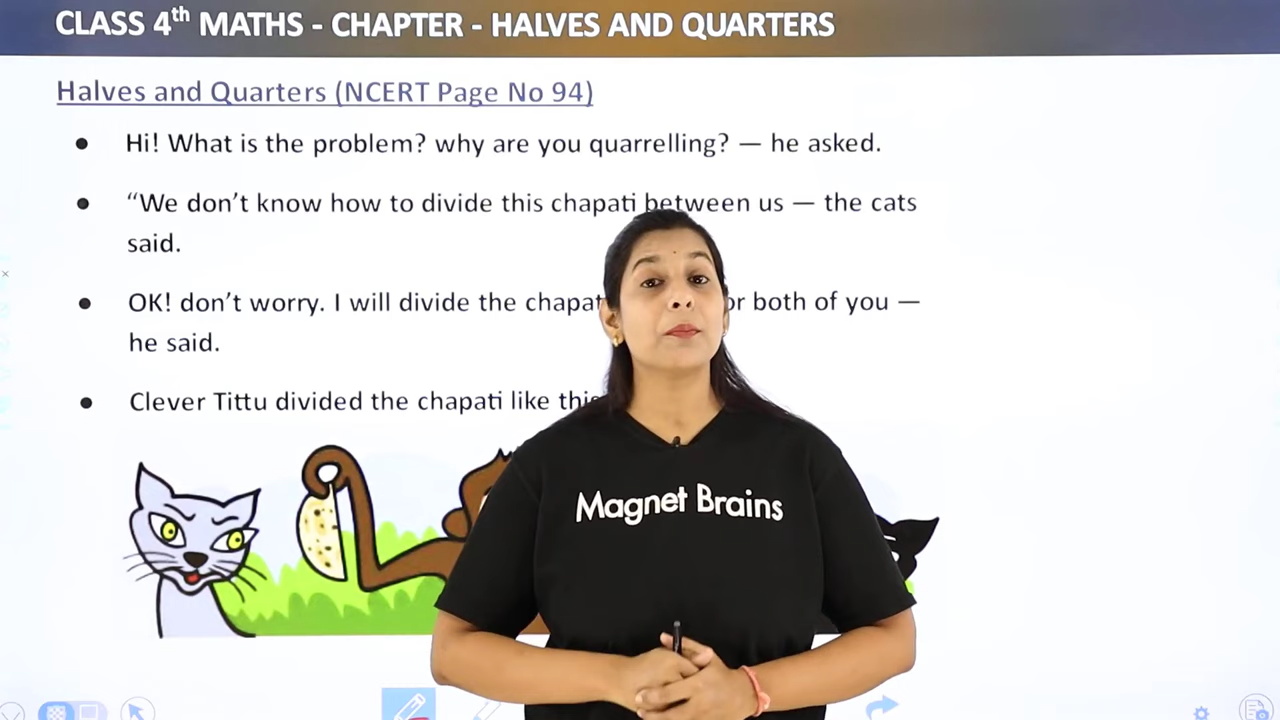 CLASS 4th MATHS - CHAPTER - HALVES AND QUARTERS
Halves and Quarters (NCERT Page No 94)
● Hi! What is the problem? why are you quarrelling? — he asked.
● “We don’t know how to divide this chapati between us — the cats
said.
● OK! don’t worry. I will divide the for both of you —
he said.
● Clever Tittu divided the chapati like this
Magnet Brains